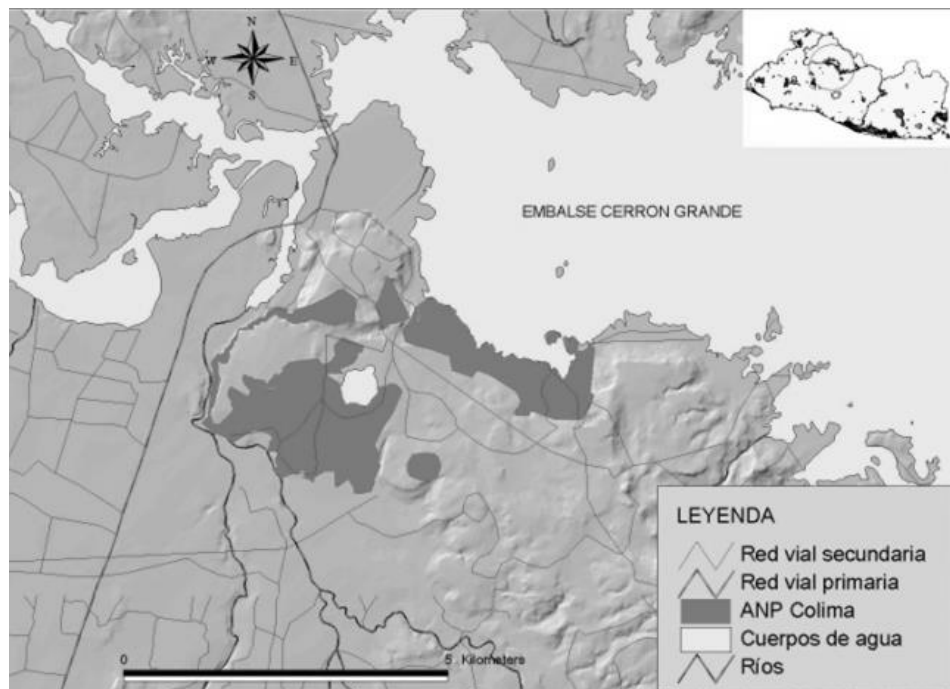 N
W E
S
EMBALSE CERRON GRANDE
LEYENDA
Red vial secundaria
Red vial primaria
ANP Colima
Cuerpos de agua
Ríos
0 5 Kilometers